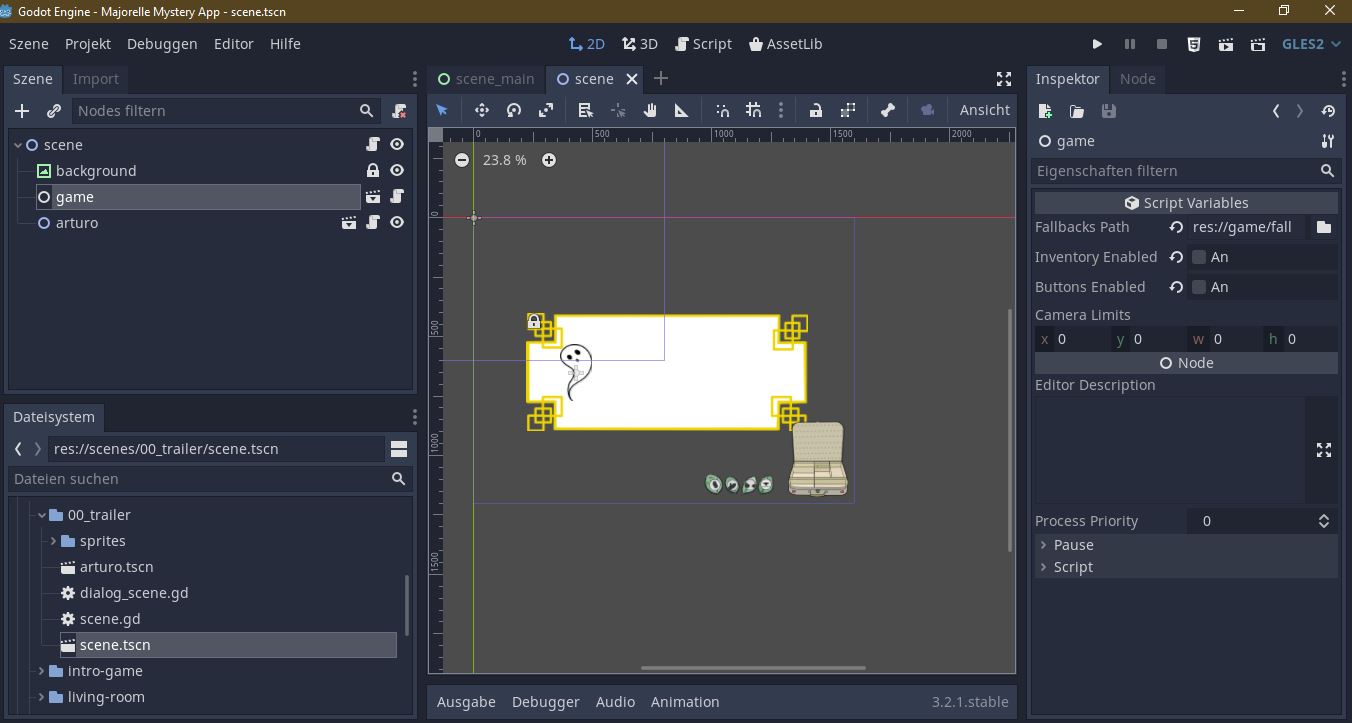 Godot Engine - Majorelle Mystery App - scene.tscn
Szene Projekt Debuggen Editor Hilfe
2D 3D Script AssetLib
GLES2
Szene Import
Nodes filtern
scene
background
game
arturo
Dateisystem
res://scenes/00_trailer/scene.tscn
Dateien suchen
00_trailer
sprites
arturo.tscn
dialog_scene.gd
scene.gd
scene.tscn
intro-game
living-room
scene_main scene
Ansicht
0 500 1000 1500 2000
23.8 %
0
500
1000
1500
Ausgabe Debugger Audio Animation 3.2.1.stable
Inspektor Node
game
Eigenschaften filtern
Script Variables
Fallbacks Path res://game/fall
Inventory Enabled An
Buttons Enabled An
Camera Limits
x 0 y 0 w 0 h 0
Node
Editor Description
Process Priority 0
Pause
Script